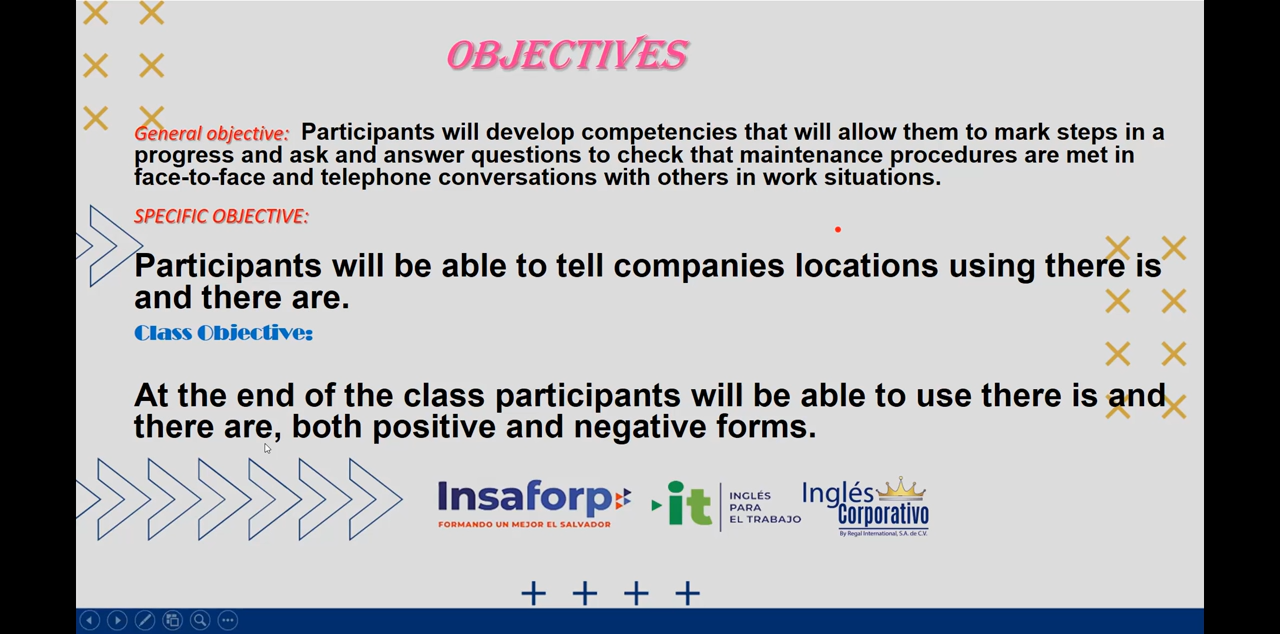 OBJECTIVES
General objective: Participants will develop competencies that will allow them to mark steps in a
progress and ask and answer questions to check that maintenance procedures are met in
face-to-face and telephone conversations with others in work situations.
SPECIFIC OBJECTIVE:
Participants will be able to tell companies locations using there is
and there are.
Class Objective:
At the end of the class participants will be able to use there is and
there are, both positive and negative forms.
Insaforp
FORMANDO UN MEJOR EL SALVADOR
it
INGLÉS
PARA
EL TRABAJO
Inglés
Corporativo
By Regal International, S.A. de C.V.